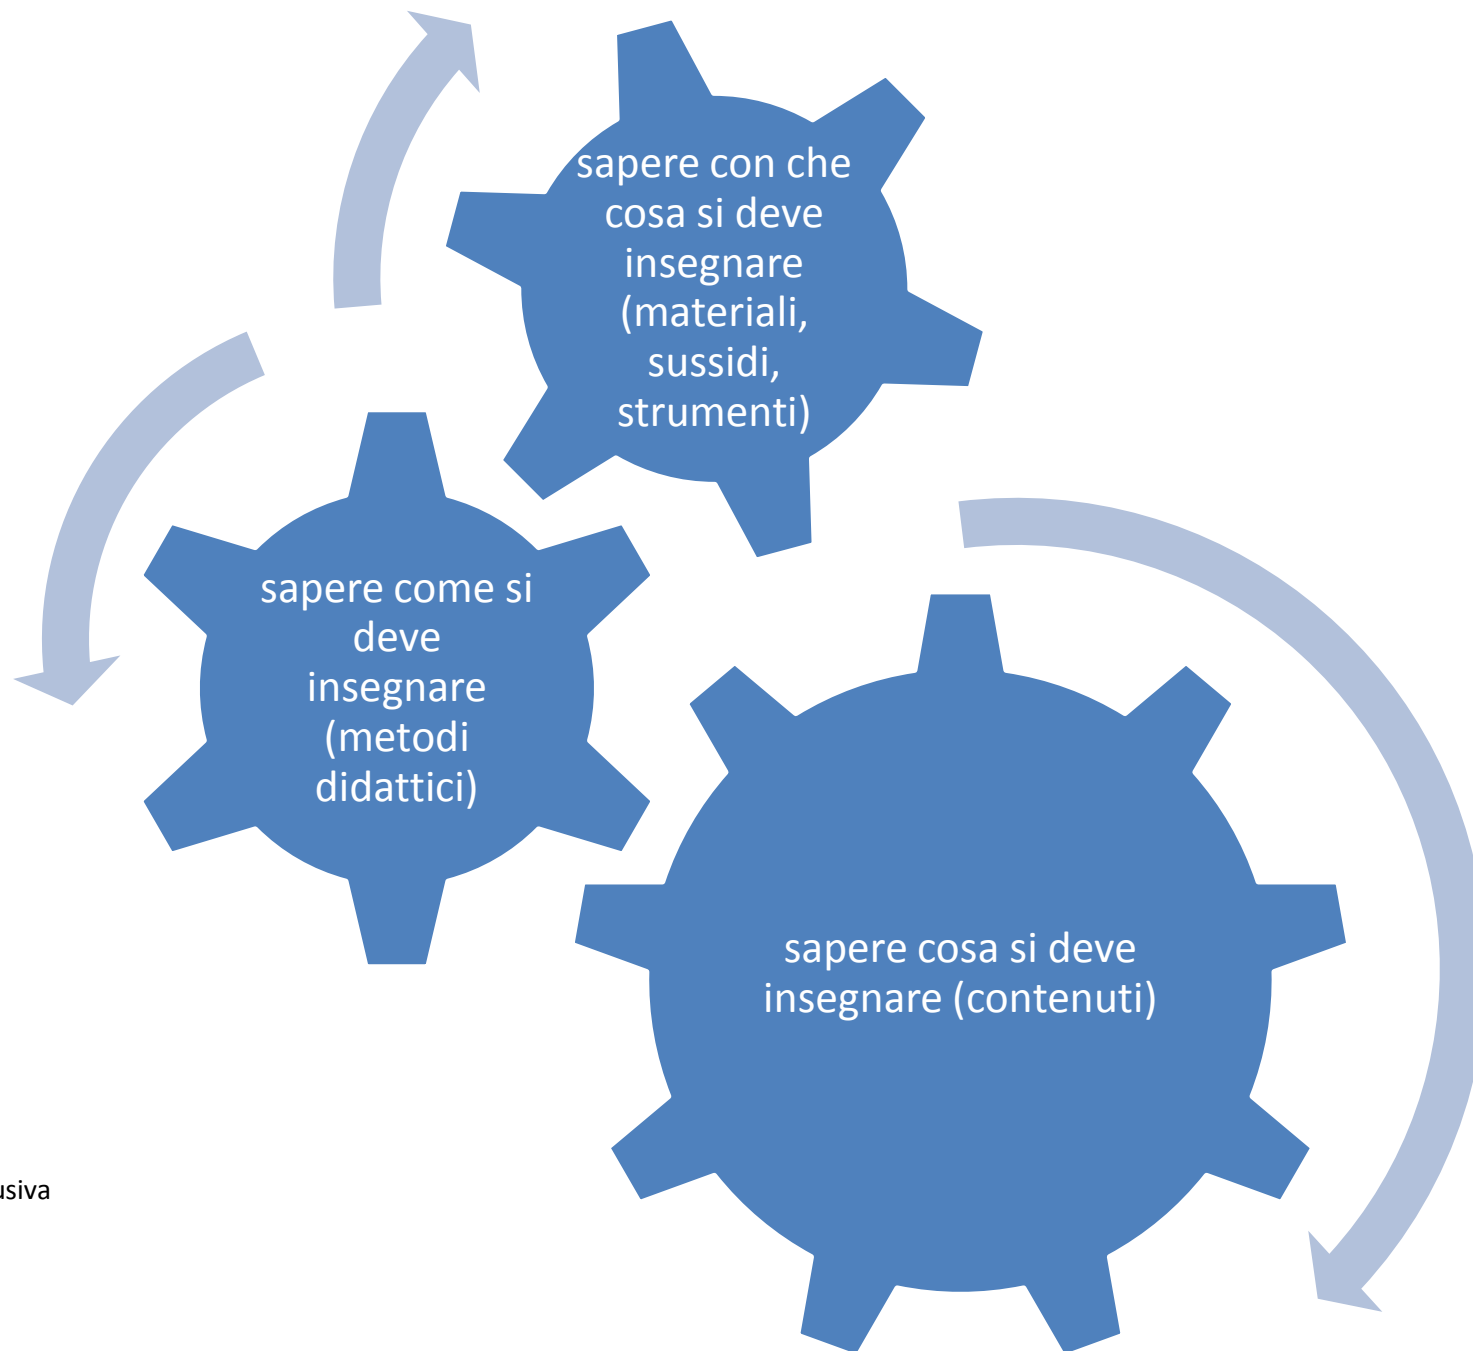 sapere con che
cosa si deve
insegnare
(materiali,
sussidi,
strumenti)
sapere come si
deve
insegnare
(metodi
didattici)
sapere cosa si deve
insegnare (contenuti)
usiva